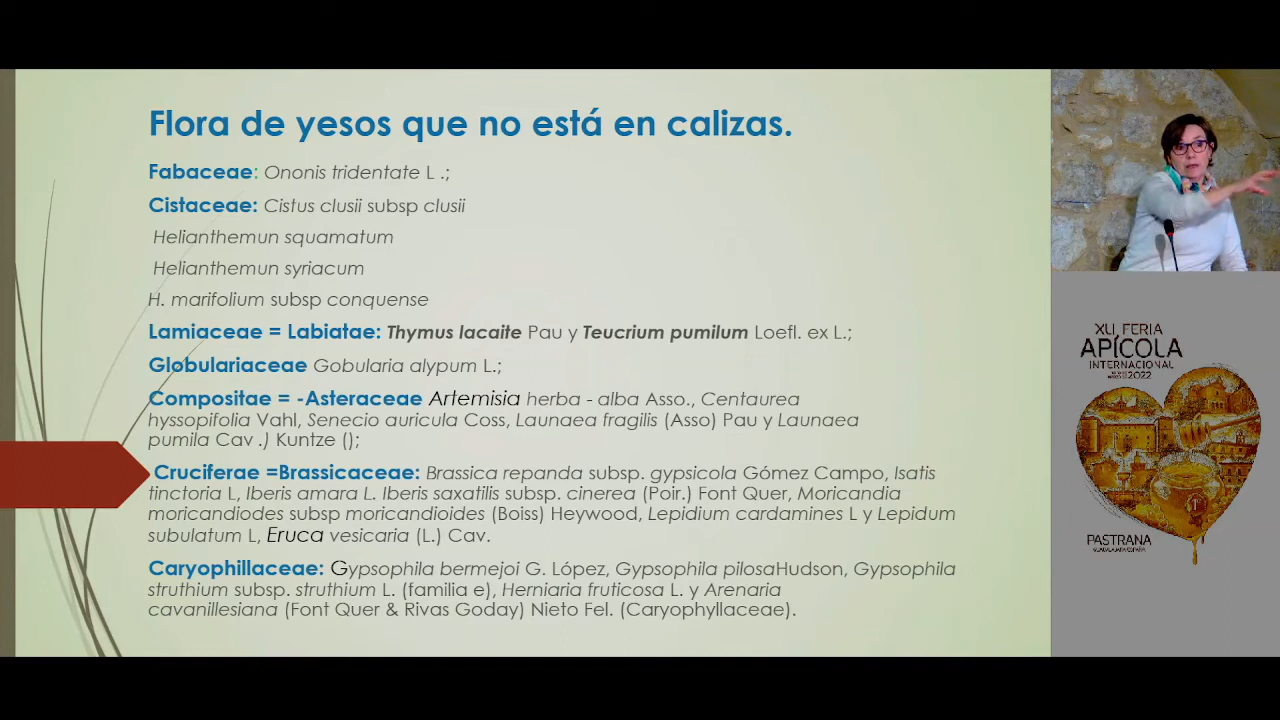 Flora de yesos que no está en calizas.
Fabaceae: Ononis tridentate L .;
Cistaceae: Cistus clusii subsp clusii
Helianthemun squamatum
Helianthemun syriacum
H. marifolium subsp conquense
Lamiaceae = Labiatae: Thymus lacaite Pau y Teucrium pumilum Loefl. ex L.;
Globulariaceae Gobularia alypum L.;
Compositae = -Asteraceae Artemisia herba - alba Asso., Centaurea
hyssopifolia Vahl, Senecio auricula Coss, Launaea fragilis (Asso) Pau y Launaea
pumila Cav .) Kuntze ();
Cruciferae =Brassicaceae: Brassica repanda subsp. gypsicola Gómez Campo, Isatis
tinctoria L, Iberis amara L. Iberis saxatilis subsp. cinerea (Poir.) Font Quer, Moricandia
moricandiodes subsp moricandioides (Boiss) Heywood, Lepidium cardamines L y Lepidum
subulatum L, Eruca vesicaria (L.) Cav.
Caryophillaceae: Gypsophila bermejoi G. López, Gypsophila pilosaHudson, Gypsophila
struthium subsp. struthium L. (familia e), Herniaria fruticosa L. y Arenaria
cavanillesiana (Font Quer & Rivas Goday) Nieto Fel. (Caryophyllaceae).
XLI FERIA
APÍCOLA
INTERNACIONAL
2022
PASTRANA
GUADALAJARA ESPAÑA